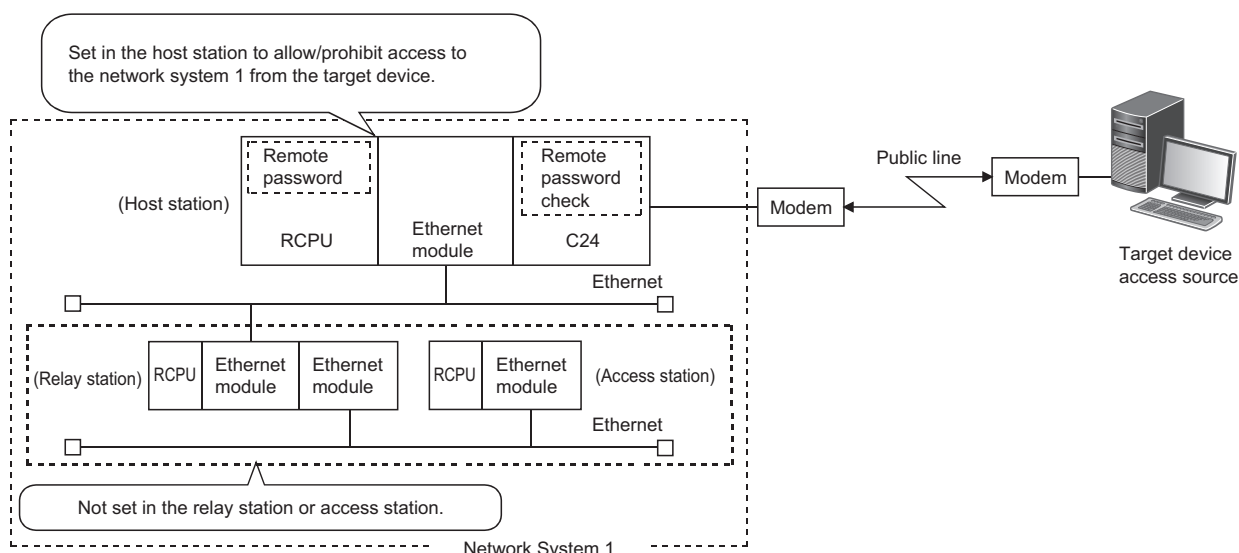 Set in the host station to allow/prohibit access to
the network system 1 from the target device.
Remote
password
Remote
password
check
(Host station)
RCPU
Ethernet
module
C24
Modem
Public line
Modem
Target device
access source
Ethernet
(Relay station)
RCPU
Ethernet
module
Ethernet
module
RCPU
Ethernet
module
(Access station)
Ethernet
Not set in the relay station or access station.
Network System 1